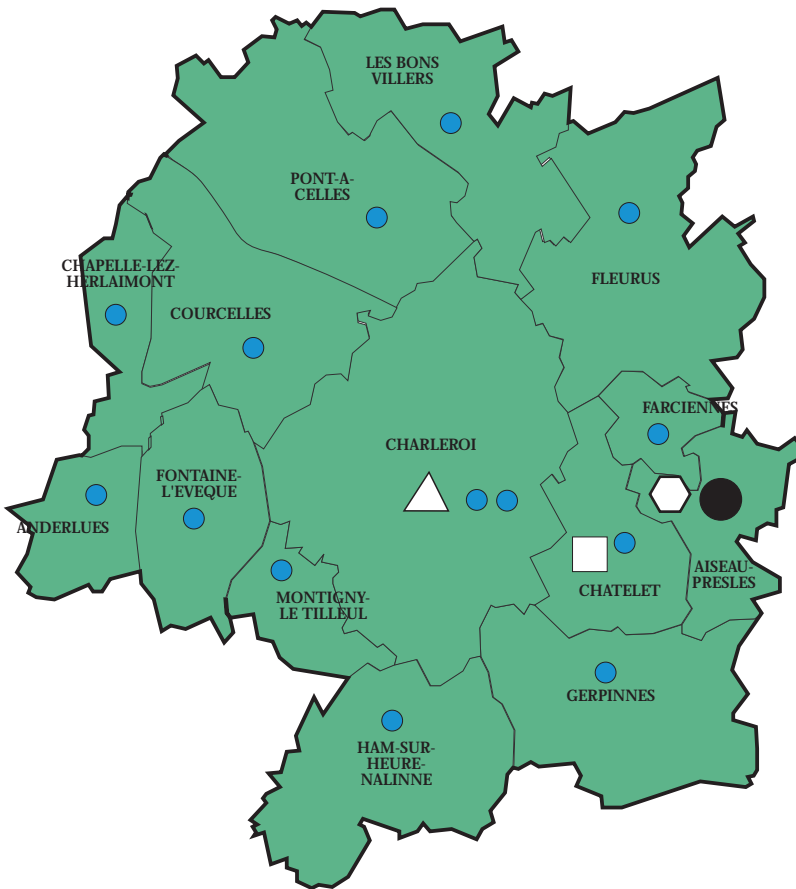 LES BONS
VILLERS
PONT-A-
CELLES
CHAPELLE-LEZ-
HERLAIMONT
FLEURUS
COURCELLES
FARCIENNES
CHARLEROI
FONTAINE-
L'EVEQUE
ANDERLUES
AISEAU-
PRESLES
CHATELET
MONTIGNY-
LE TILLEUL
GERPINNES
HAM-SUR-
HEURE-
NALINNE